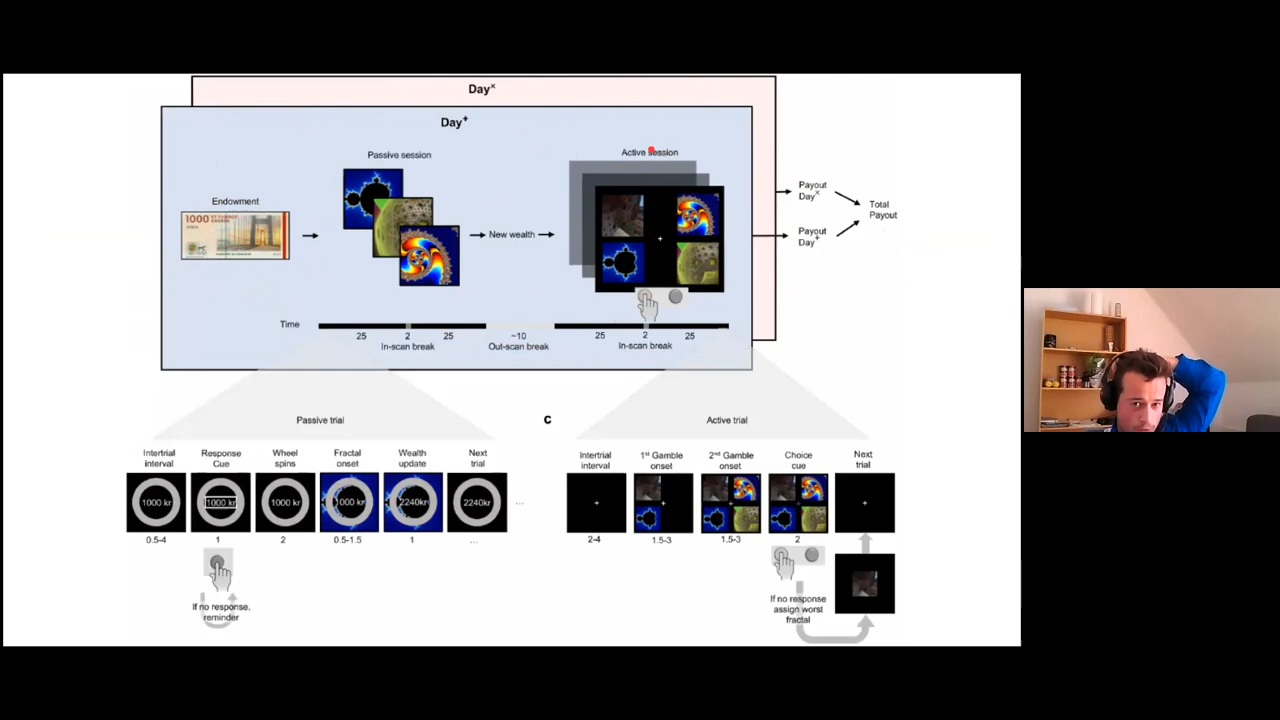 Day×
Day⁺
Passive session
Active session
Endowment
1000
New wealth
Payout
Day×
Payout
Day⁺
Total
Payout
Time
25
2
25
~10
25
2
25
In-scan break
Out-scan break
In-scan break
Passive trial
C
Active trial
Intertrial
interval
Response
Cue
Wheel
spins
Fractal
onset
Wealth
update
Next
trial
1000 kr
1000 kr
1000 kr
1000 kr
2240kr
2240kr
...
0.5-4
1
2
0.5-1.5
1
...
If no response,
reminder
Intertrial
interval
1st Gamble
onset
2nd Gamble
onset
Choice
cue
Next
trial
2-4
1.5-3
1.5-3
2
If no response
assign worst
fractal